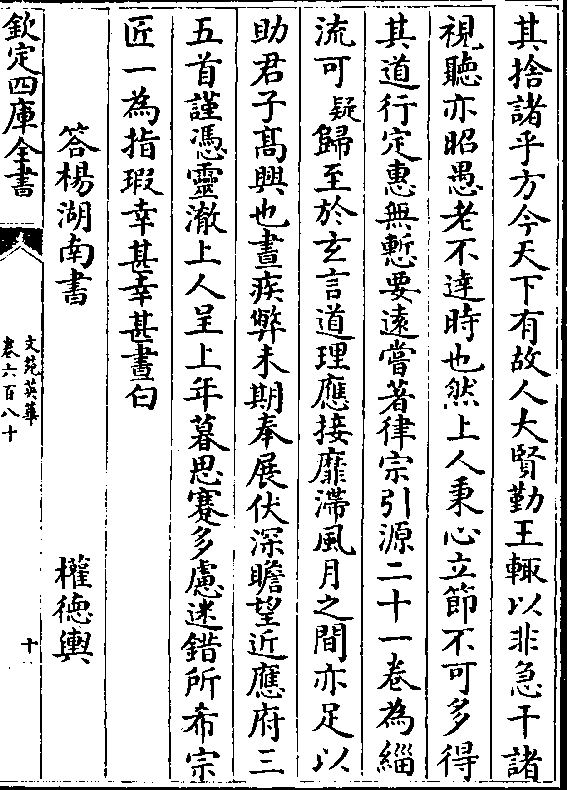 其捨諸乎方今天下有故人大賢勤王輙以非急干諸
視聽亦昭愚老不達時也然上人秉心立節不可多得
其道行定惠無慙要遠嘗著律宗引源二十一卷為緇
流可疑歸至於玄言道理應接靡滯風月之間亦足以
助君子髙興也晝疾弊未期奉展伏深瞻望近應府三
五首謹憑靈澈上人呈上年暮思蹇多慮迷錯所希宗
匠一為指瑕幸甚幸甚晝白
答楊湖南書 權徳輿
欽定四庫全書
文苑英華
卷六百八十
十